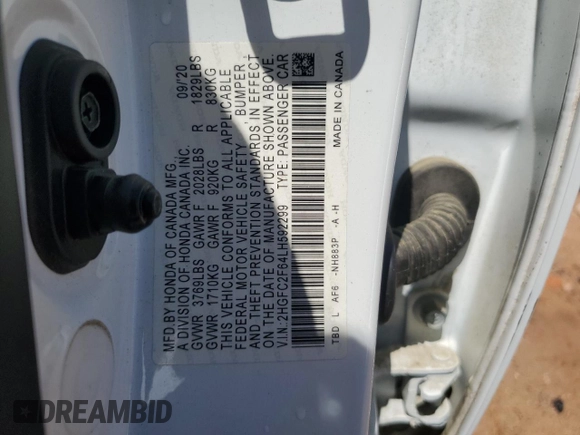 MFD.BY HONDA OF CANADA MFG. 09/20
A DIVISION OF HONDA CANADA INC.
GVWR 3769LBS GAWR F 2028LBS R 1829LBS
GVWR 1710KG GAWR F 920KG R 830KG
THIS VEHICLE CONFORMS TO ALL APPLICABLE
FEDERAL MOTOR VEHICLE SAFETY, BUMPER,
AND THEFT PREVENTION STANDARDS IN EFFECT
ON THE DATE OF MANUFACTURE SHOWN ABOVE.
V.I.N.:2HGFC2F64LH592299 TYPE: PASSENGER CAR
TBD L AF6 -NH883P -A -H MADE IN CANADA
DREAMBID